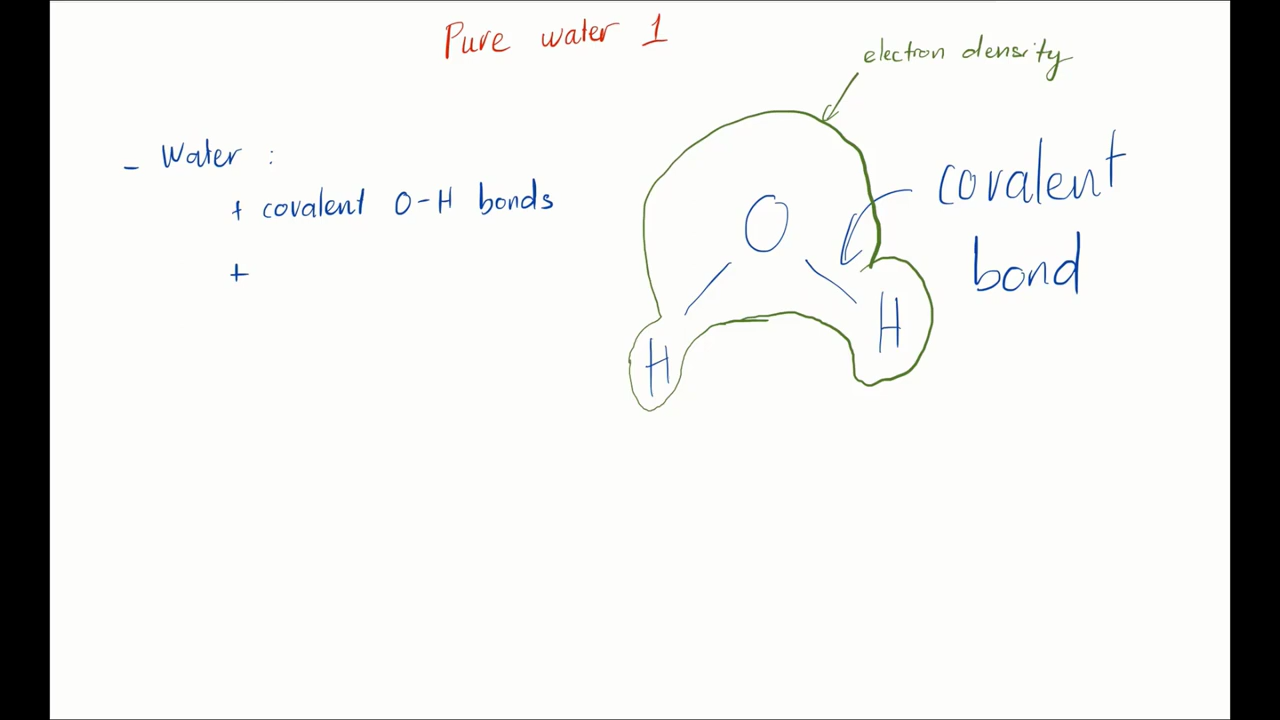 Pure water 1
electron density
- Water :
+ covalent O-H bonds
+
covalent
bond
O
H
H